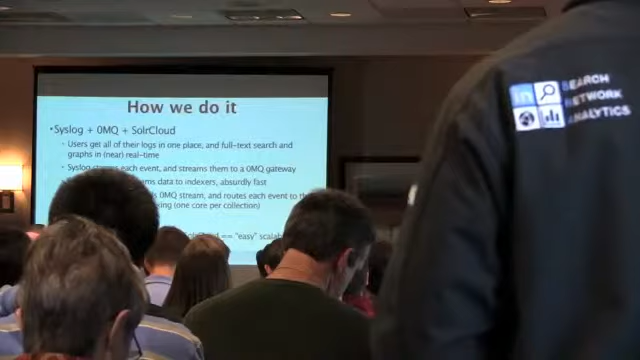 How we do it
•Syslog + 0MQ + SolrCloud
Users get all of their logs in one place, and full-text search and
graphs in (near) real-time
Syslog each event, and streams them to a 0MQ gateway
data to indexers, absurdly fast
0MQ stream, and routes each event to
(one core per collection)
== "easy"
in SEARCH
NETWORK
ANALYTICS